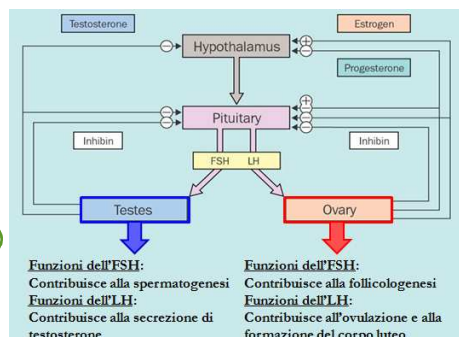 Testosterone
Estrogen
Hypothalamus
Progesterone
Pituitary
Inhibin
Inhibin
FSH LH
Testes
Ovary
Funzioni dell'FSH:
Contribuisce alla spermatogenesi
Funzioni dell'LH:
Contribuisce alla secrezione di
testosterone
Funzioni dell'FSH:
Contribuisce alla follicologenesi
Funzioni dell'LH:
Contribuisce all'ovulazione e alla
formazione del corpo luteo